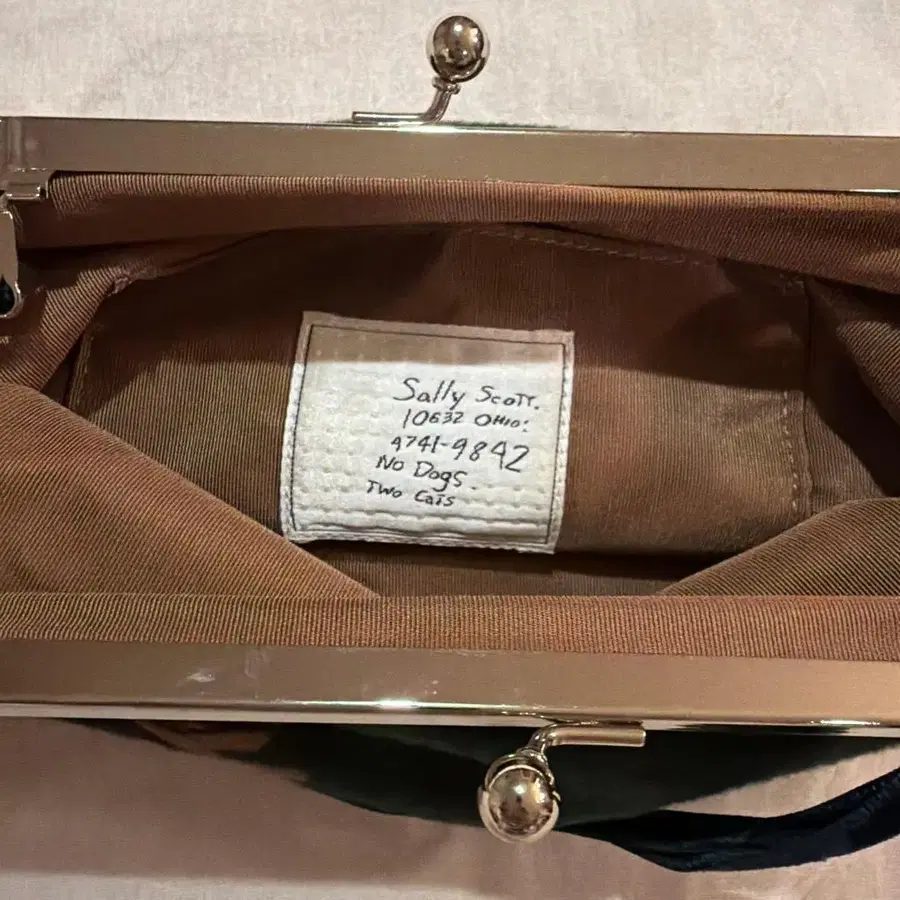 Sally Scott.
10632 OHIO:
4741-9842
No Dogs.
Two Cats